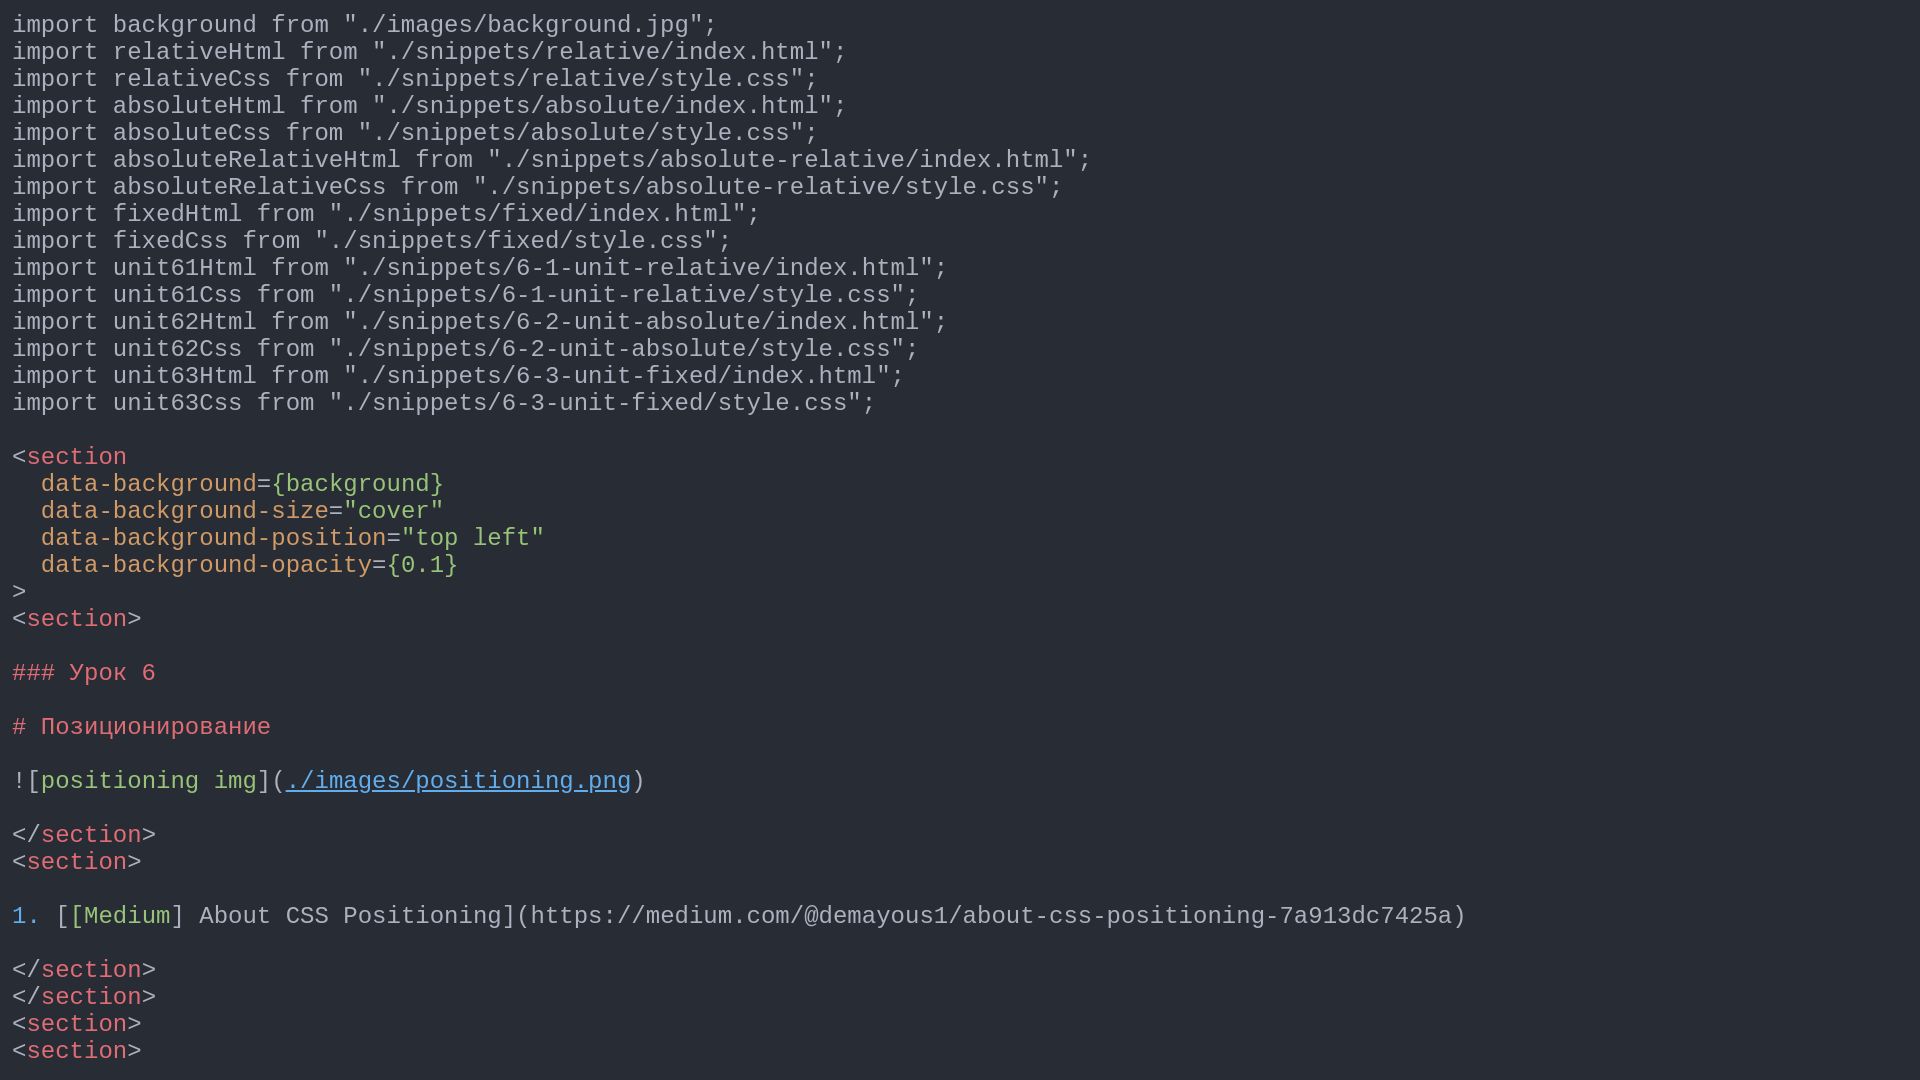 import background from "./images/background.jpg";
import relativeHtml from "./snippets/relative/index.html";
import relativeCss from "./snippets/relative/style.css";
import absoluteHtml from "./snippets/absolute/index.html";
import absoluteCss from "./snippets/absolute/style.css";
import absoluteRelativeHtml from "./snippets/absolute-relative/index.html";
import absoluteRelativeCss from "./snippets/absolute-relative/style.css";
import fixedHtml from "./snippets/fixed/index.html";
import fixedCss from "./snippets/fixed/style.css";
import unit61Html from "./snippets/6-1-unit-relative/index.html";
import unit61Css from "./snippets/6-1-unit-relative/style.css";
import unit62Html from "./snippets/6-2-unit-absolute/index.html";
import unit62Css from "./snippets/6-2-unit-absolute/style.css";
import unit63Html from "./snippets/6-3-unit-fixed/index.html";
import unit63Css from "./snippets/6-3-unit-fixed/style.css";

<section
  data-background={background}
  data-background-size="cover"
  data-background-position="top left"
  data-background-opacity={0.1}
>
<section>

### Урок 6

# Позиционирование

![positioning img](./images/positioning.png)

</section>
<section>

1. [[Medium] About CSS Positioning](https://medium.com/@demayous1/about-css-positioning-7a913dc7425a)

</section>
</section>
<section>
<section>